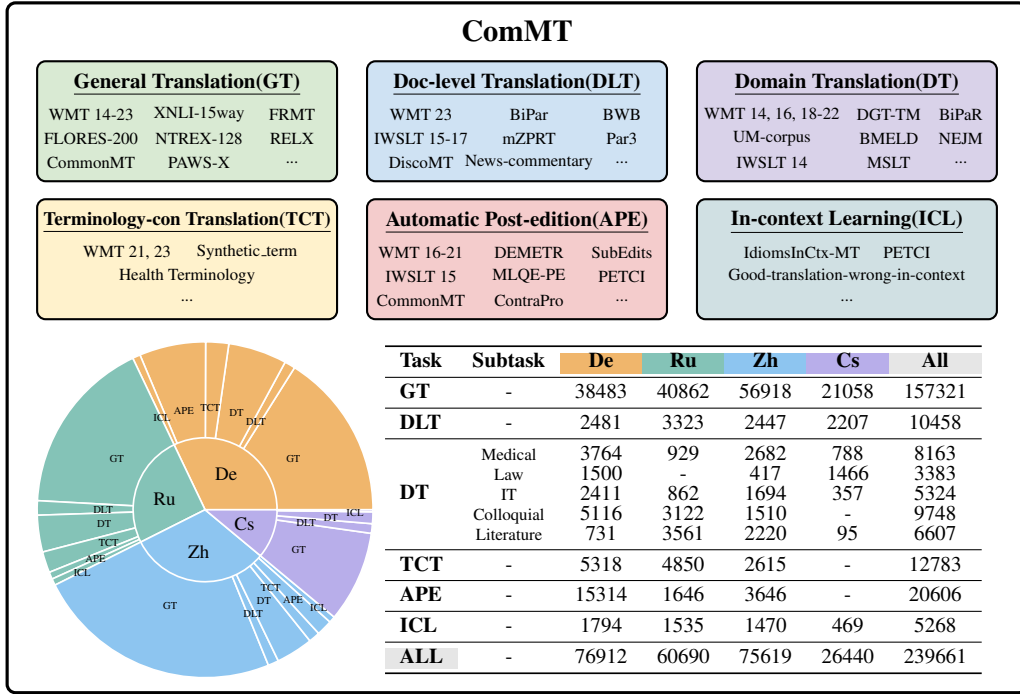 ComMT
General Translation(GT)
WMT 14-23 XNLI-15way FRMT
FLORES-200 NTREX-128 RELX
CommonMT PAWS-X ...
Doc-level Translation(DLT)
WMT 23 BiPar BWB
IWSLT 15-17 mZPRT Par3
DiscoMT News-commentary ...
Domain Translation(DT)
WMT 14, 16, 18-22 DGT-TM BiPaR
UM-corpus BMELD NEJM
IWSLT 14 MSLT ...
Terminology-con Translation(TCT)
WMT 21, 23 Synthetic_term
Health Terminology
...
Automatic Post-edition(APE)
WMT 16-21 DEMETR SubEdits
IWSLT 15 MLQE-PE PETCI
CommonMT ContraPro ...
In-context Learning(ICL)
IdiomsInCtx-MT PETCI
Good-translation-wrong-in-context
...
ICL APE TCT DT DLT GT
De
GT
Ru
DLT
DT
TCT
APE
ICL
Cs
ICL
DT
DLT
GT
Zh
GT
DLT
DT
TCT
APE
ICL
Task Subtask De Ru Zh Cs All
GT - 38483 40862 56918 21058 157321
DLT - 2481 3323 2447 2207 10458
DT
Medical 3764 929 2682 788 8163
Law 1500 - 417 1466 3383
IT 2411 862 1694 357 5324
Colloquial 5116 3122 1510 - 9748
Literature 731 3561 2220 95 6607
TCT - 5318 4850 2615 - 12783
APE - 15314 1646 3646 - 20606
ICL - 1794 1535 1470 469 5268
ALL - 76912 60690 75619 26440 239661